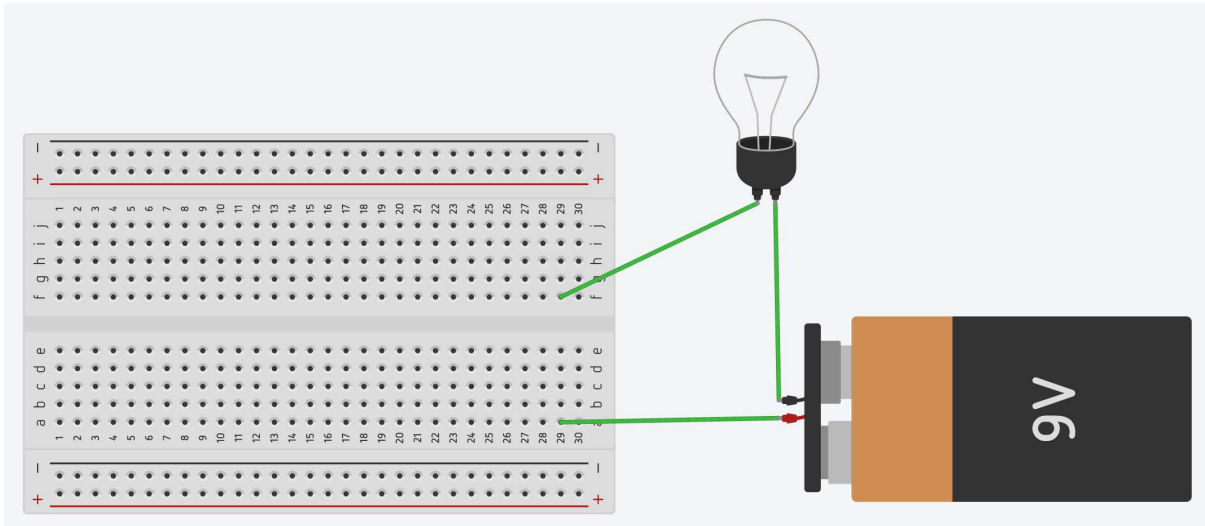 − −
+ +
1 2 3 4 5 6 7 8 9 10 11 12 13 14 15 16 17 18 19 20 21 22 23 24 25 26 27 28 29 30
j j
i i
h h
g g
f f
e e
d d
c c
b b
a a
1 2 3 4 5 6 7 8 9 10 11 12 13 14 15 16 17 18 19 20 21 22 23 24 25 26 27 28 29 30
− −
+ +
9V